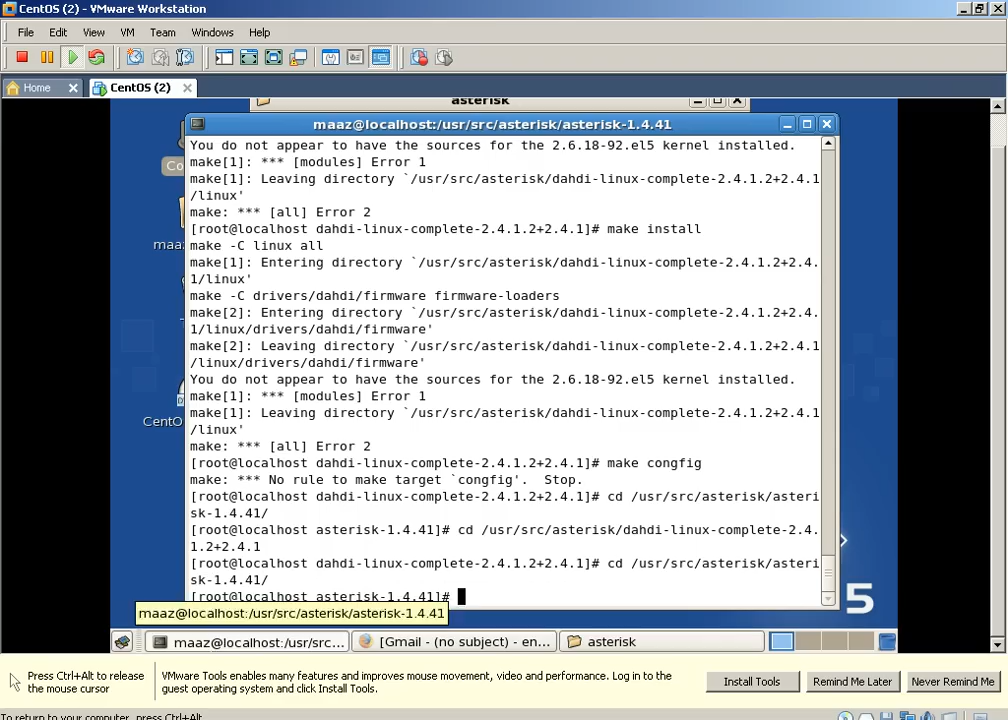 CentOS (2) - VMware Workstation
File Edit View VM Team Windows Help
Home CentOS (2)
asterisk
maaz@localhost:/usr/src/asterisk/asterisk-1.4.41
You do not appear to have the sources for the 2.6.18-92.el5 kernel installed.
make[1]: *** [modules] Error 1
make[1]: Leaving directory `/usr/src/asterisk/dahdi-linux-complete-2.4.1.2+2.4.1
/linux'
make: *** [all] Error 2
[root@localhost dahdi-linux-complete-2.4.1.2+2.4.1]# make install
make -C linux all
make[1]: Entering directory `/usr/src/asterisk/dahdi-linux-complete-2.4.1.2+2.4.
1/linux'
make -C drivers/dahdi/firmware firmware-loaders
make[2]: Entering directory `/usr/src/asterisk/dahdi-linux-complete-2.4.1.2+2.4.
1/linux/drivers/dahdi/firmware'
make[2]: Leaving directory `/usr/src/asterisk/dahdi-linux-complete-2.4.1.2+2.4.1
/linux/drivers/dahdi/firmware'
You do not appear to have the sources for the 2.6.18-92.el5 kernel installed.
make[1]: *** [modules] Error 1
make[1]: Leaving directory `/usr/src/asterisk/dahdi-linux-complete-2.4.1.2+2.4.1
/linux'
make: *** [all] Error 2
[root@localhost dahdi-linux-complete-2.4.1.2+2.4.1]# make congfig
make: *** No rule to make target `congfig'.  Stop.
[root@localhost dahdi-linux-complete-2.4.1.2+2.4.1]# cd /usr/src/asterisk/asteri
sk-1.4.41/
[root@localhost asterisk-1.4.41]# cd /usr/src/asterisk/dahdi-linux-complete-2.4.
1.2+2.4.1
[root@localhost dahdi-linux-complete-2.4.1.2+2.4.1]# cd /usr/src/asterisk/asteri
sk-1.4.41/
[root@localhost asterisk-1.4.41]#
Co
maaz
CentO
5
maaz@localhost:/usr/src/asterisk/asterisk-1.4.41
maaz@localhost:/usr/src... [Gmail - (no subject) - en... asterisk
Press Ctrl+Alt to release
the mouse cursor
VMware Tools enables many features and improves mouse movement, video and performance. Log in to the
guest operating system and click Install Tools.
Install Tools Remind Me Later Never Remind Me
To return to your computer, press Ctrl+Alt.